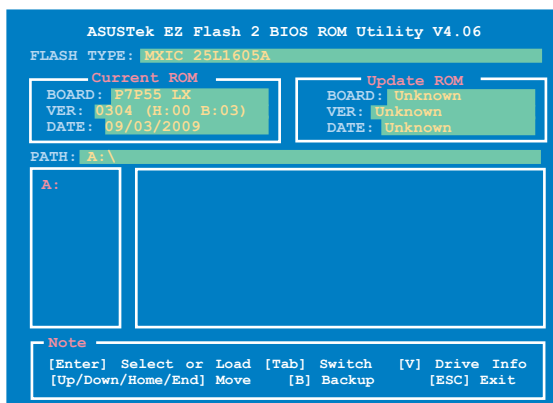 ASUSTek EZ Flash 2 BIOS ROM Utility V4.06
FLASH TYPE: MXIC 25L1605A
Current ROM
BOARD: P7P55 LX
VER: 0304 (H:00 B:03)
DATE: 09/03/2009
Update ROM
BOARD: Unknown
VER: Unknown
DATE: Unknown
PATH: A:\
A:
Note
[Enter] Select or Load [Tab] Switch [V] Drive Info
[Up/Down/Home/End] Move [B] Backup [ESC] Exit